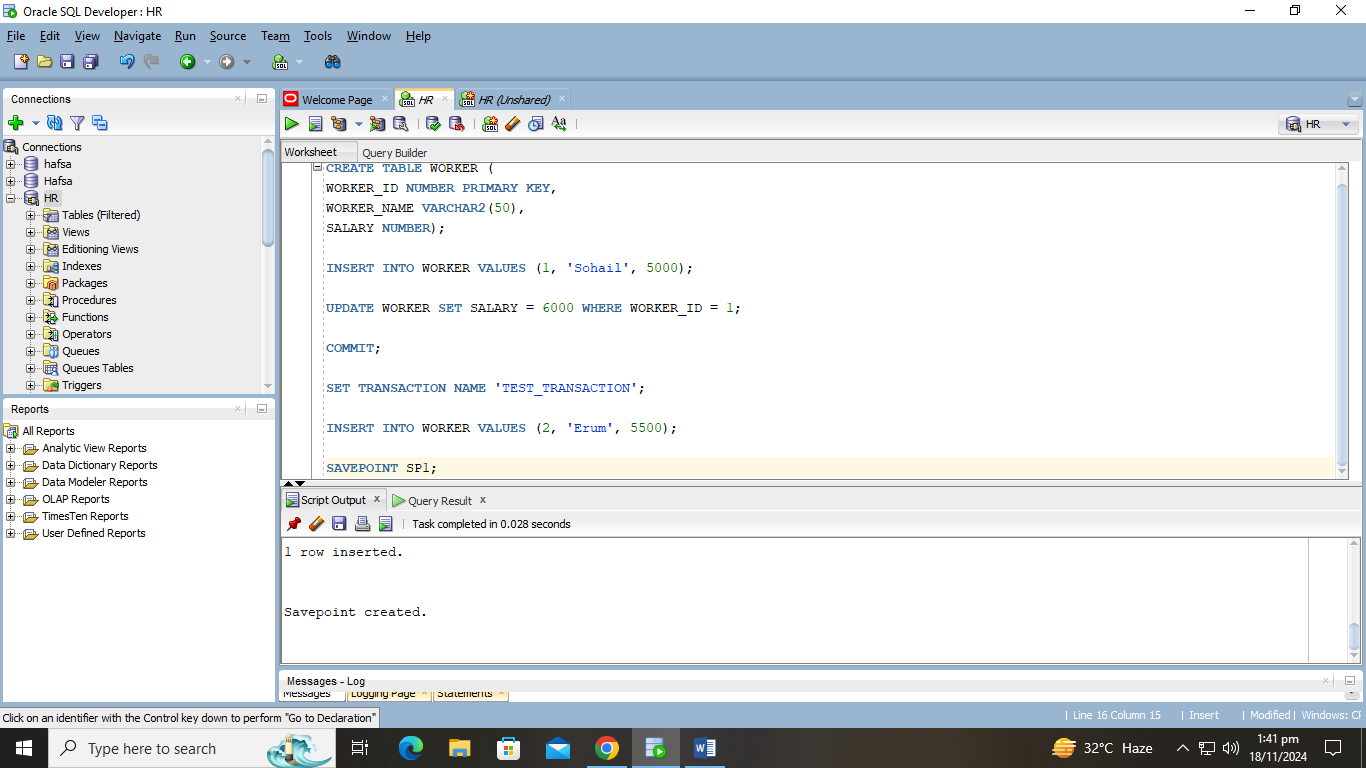 Oracle SQL Developer : HR
File Edit View Navigate Run Source Team Tools Window Help
Connections
Connections
hafsa
Hafsa
HR
Tables (Filtered)
Views
Editioning Views
Indexes
Packages
Procedures
Functions
Operators
Queues
Queues Tables
Triggers
Reports
All Reports
Analytic View Reports
Data Dictionary Reports
Data Modeler Reports
OLAP Reports
TimesTen Reports
User Defined Reports
Welcome Page HR HR (Unshared)
HR
Worksheet Query Builder
CREATE TABLE WORKER (
WORKER_ID NUMBER PRIMARY KEY,
WORKER_NAME VARCHAR2(50),
SALARY NUMBER);
INSERT INTO WORKER VALUES (1, 'Sohail', 5000);
UPDATE WORKER SET SALARY = 6000 WHERE WORKER_ID = 1;
COMMIT;
SET TRANSACTION NAME 'TEST_TRANSACTION';
INSERT INTO WORKER VALUES (2, 'Erum', 5500);
SAVEPOINT SP1;
Script Output Query Result
Task completed in 0.028 seconds
1 row inserted.
Savepoint created.
Messages - Log
Messages Logging Page Statements
Click on an identifier with the Control key down to perform "Go to Declaration"
Line 16 Column 15 Insert Modified Windows: CF
Type here to search
32°C Haze
1:41 pm
18/11/2024